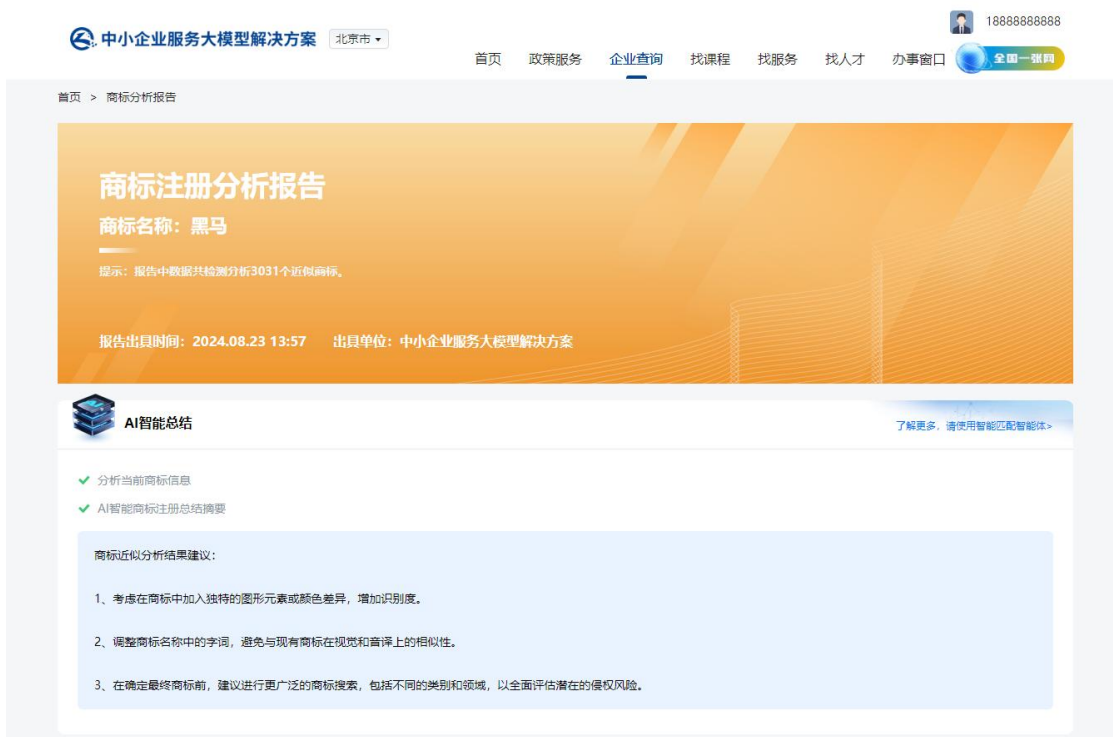 中小企业服务大模型解决方案 北京市
18888888888
首页 政策服务 企业查询 找课程 找服务 找人才 办事窗口 全国一张网
首页 > 商标分析报告
商标注册分析报告
商标名称：黑马
提示：报告中数据共检测分析3031个近似商标。
报告出具时间：2024.08.23 13:57 出具单位：中小企业服务大模型解决方案
AI智能总结
了解更多，请使用智能匹配智能体>
分析当前商标信息
AI智能商标注册总结摘要
商标近似分析结果建议：
1、考虑在商标中加入独特的图形元素或颜色差异，增加识别度。
2、调整商标名称中的字词，避免与现有商标在视觉和音译上的相似性。
3、在确定最终商标前，建议进行更广泛的商标搜索，包括不同的类别和领域，以全面评估潜在的侵权风险。